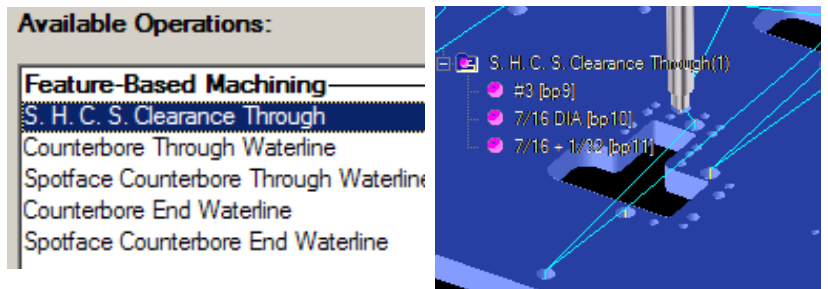 Available Operations:
Feature-Based Machining
S. H. C. S. Clearance Through
Counterbore Through Waterline
Spotface Counterbore Through Waterline
Counterbore End Waterline
Spotface Counterbore End Waterline
S. H. C. S. Clearance Through(1)
#3 [bp9]
7/16 DIA [bp10]
7/16 + 1/32 [bp11]